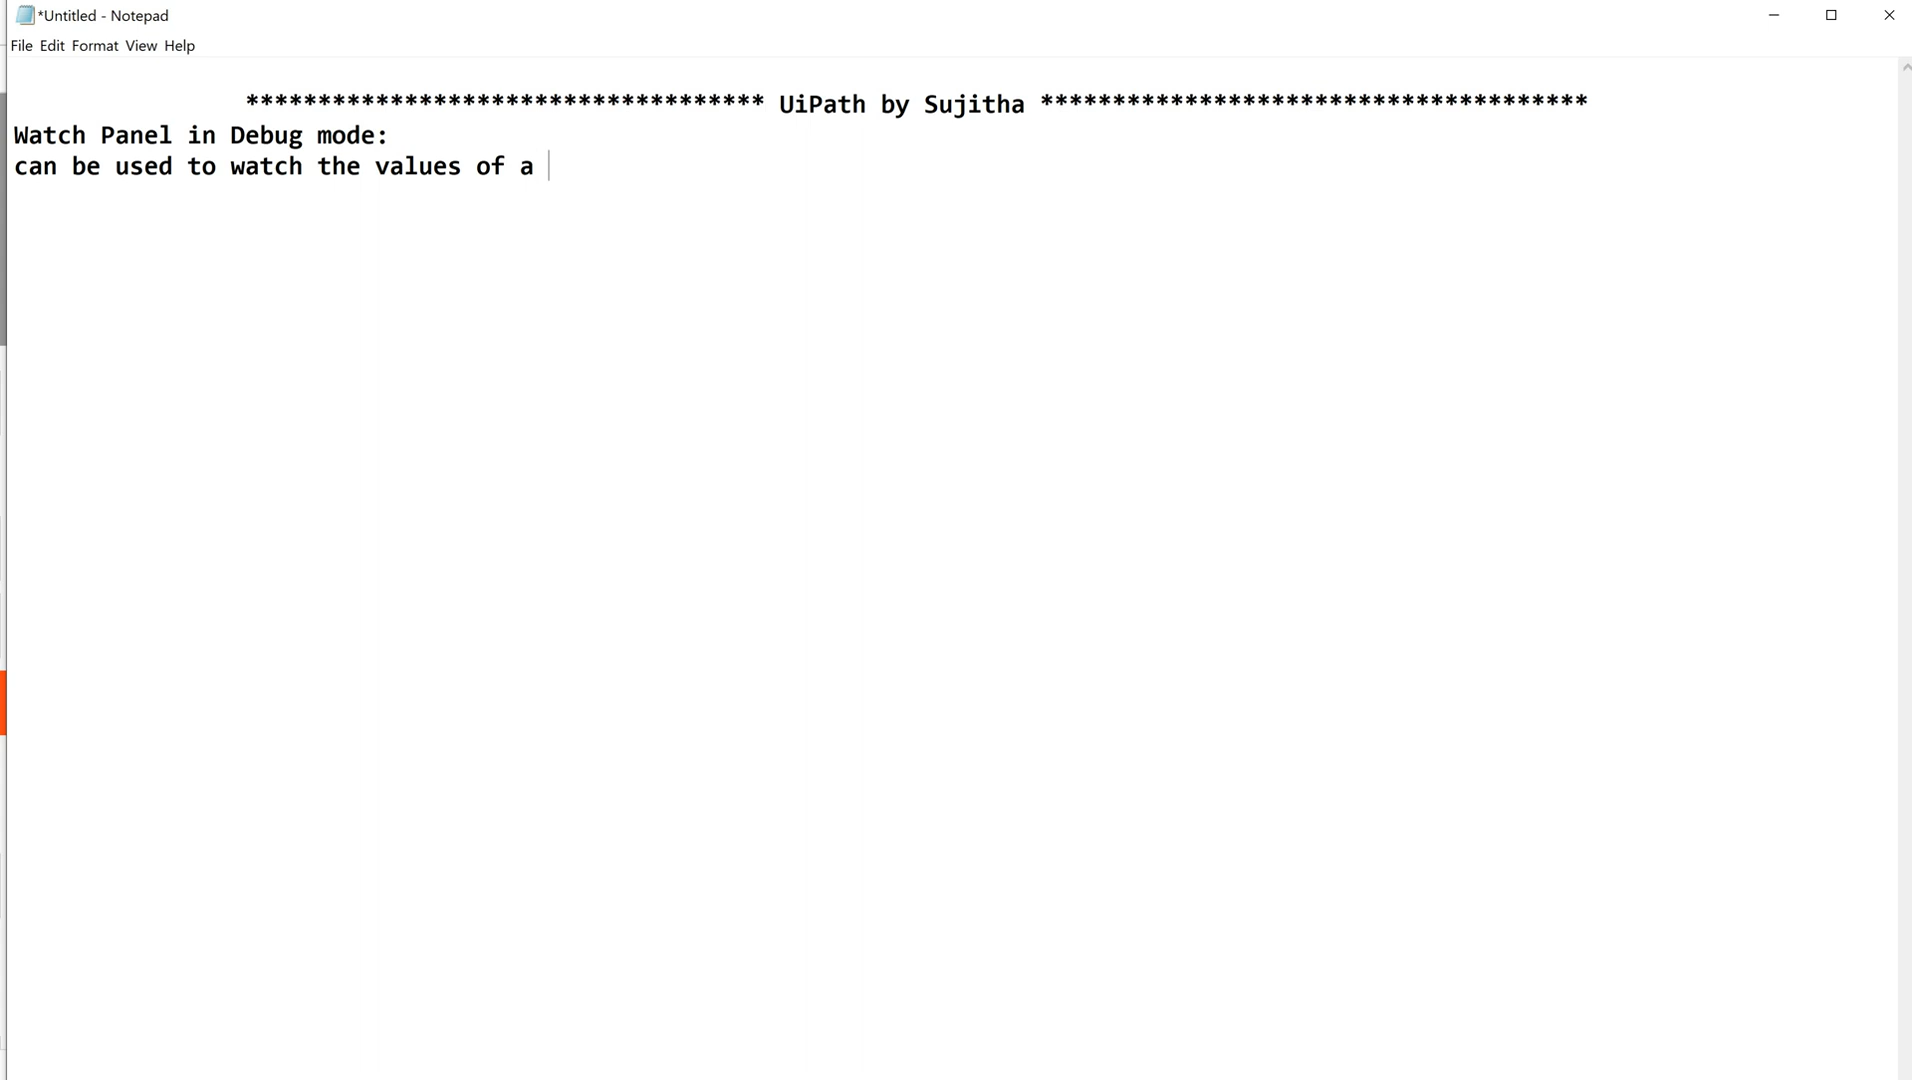 *Untitled - Notepad
File Edit Format View Help
************************************ UiPath by Sujitha **************************************
Watch Panel in Debug mode:
can be used to watch the values of a